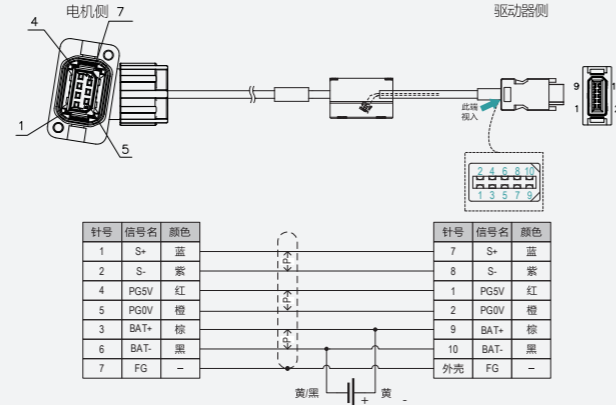 电机侧
驱动器侧
4
7
1
5
此端
视入
9
1
2 4 6 8 10
1 3 5 7 9
针号 信号名 颜色
1 S+ 蓝
2 S- 紫
4 PG5V 红
5 PG0V 橙
3 BAT+ 棕
6 BAT- 黑
7 FG –
P
P
P
针号 信号名 颜色
7 S+ 蓝
8 S- 紫
1 PG5V 红
2 PG0V 橙
9 BAT+ 棕
10 BAT- 黑
外壳 FG –
黄/黑 + 黄 -